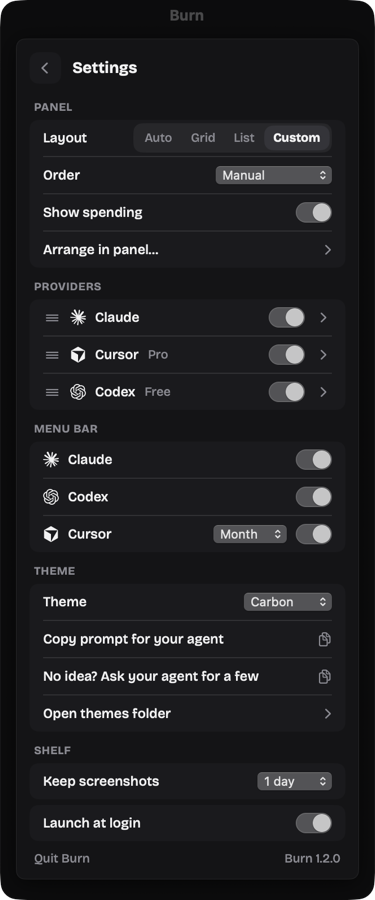 Burn
Settings
PANEL
Layout Auto Grid List Custom
Order Manual
Show spending
Arrange in panel...
PROVIDERS
Claude
Cursor Pro
Codex Free
MENU BAR
Claude
Codex
Cursor Month
THEME
Theme Carbon
Copy prompt for your agent
No idea? Ask your agent for a few
Open themes folder
SHELF
Keep screenshots 1 day
Launch at login
Quit Burn Burn 1.2.0